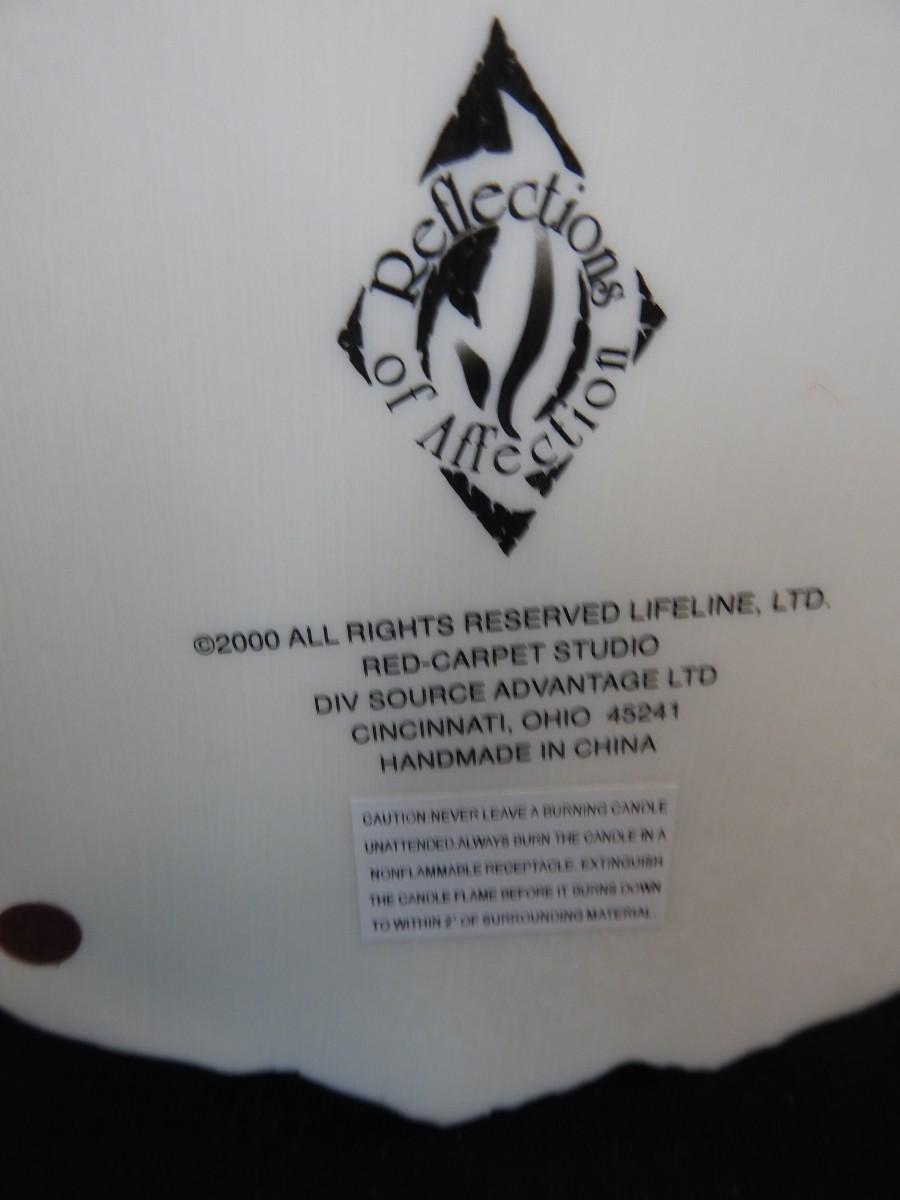 Reflections
of Affection
©2000 ALL RIGHTS RESERVED LIFELINE, LTD.
RED-CARPET STUDIO
DIV SOURCE ADVANTAGE LTD
CINCINNATI, OHIO 45241
HANDMADE IN CHINA
CAUTION:NEVER LEAVE A BURNING CANDLE
UNATTENDED.ALWAYS BURN THE CANDLE IN A
NONFLAMMABLE RECEPTACLE. EXTINGUISH
THE CANDLE FLAME BEFORE IT BURNS DOWN
TO WITHIN 2" OF SURROUNDING MATERIAL.